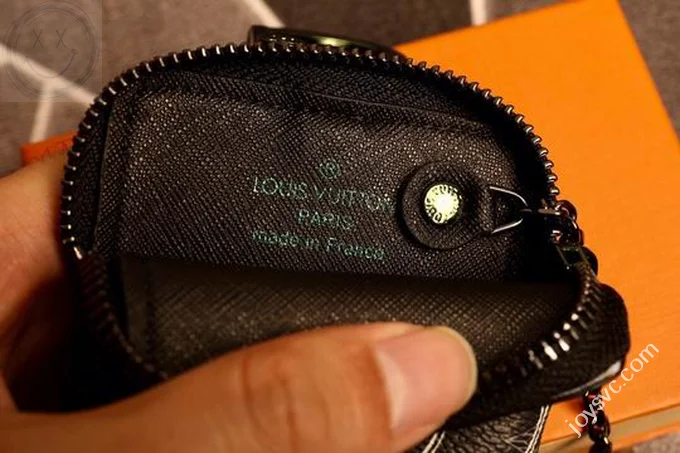 ®
LOUIS VUITTON
PARIS
made in France
joysvc.com